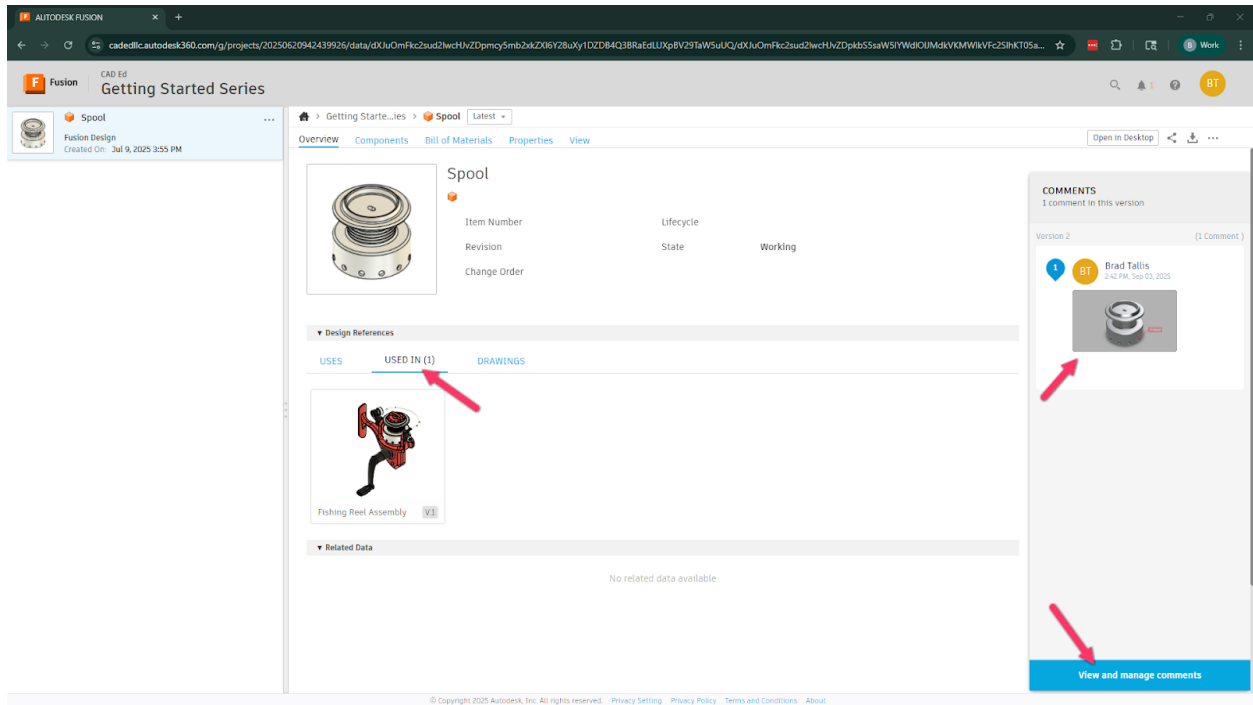 AUTODESK FUSION
Work
Fusion
CAD Ed
Getting Started Series
1
BT
Spool
Fusion Design
Created On: Jul 9, 2025 3:55 PM
Getting Starte...ies > Spool Latest
Overview Components Bill of Materials Properties View
Open in Desktop
Spool
Item Number Lifecycle
Revision State Working
Change Order
Design References
USES USED IN (1) DRAWINGS
Fishing Reel Assembly V.1
Related Data
No related data available
COMMENTS
1 comment in this version
Version 2 (1 Comment )
1 BT Brad Tallis
2:42 PM, Sep 03, 2025
View and manage comments
© Copyright 2025 Autodesk, Inc. All rights reserved. Privacy Setting Privacy Policy Terms and Conditions About